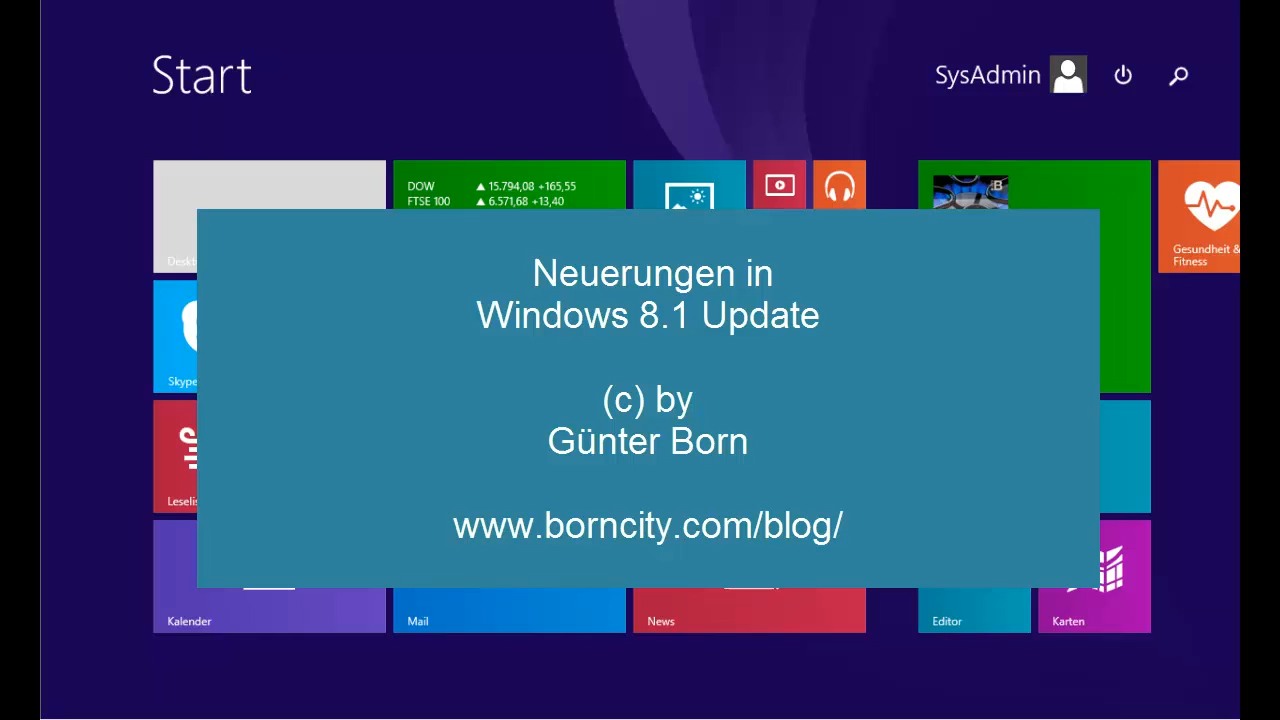 Start
SysAdmin
DOW ▲ 15.794,08 +165,55
FTSE 100 ▲ 6.571,68 +13,40
B
Gesundheit &
Fitness
Neuerungen in
Windows 8.1 Update
(c) by
Günter Born
www.borncity.com/blog/
Skype
Kalender
Mail
News
Editor
Karten